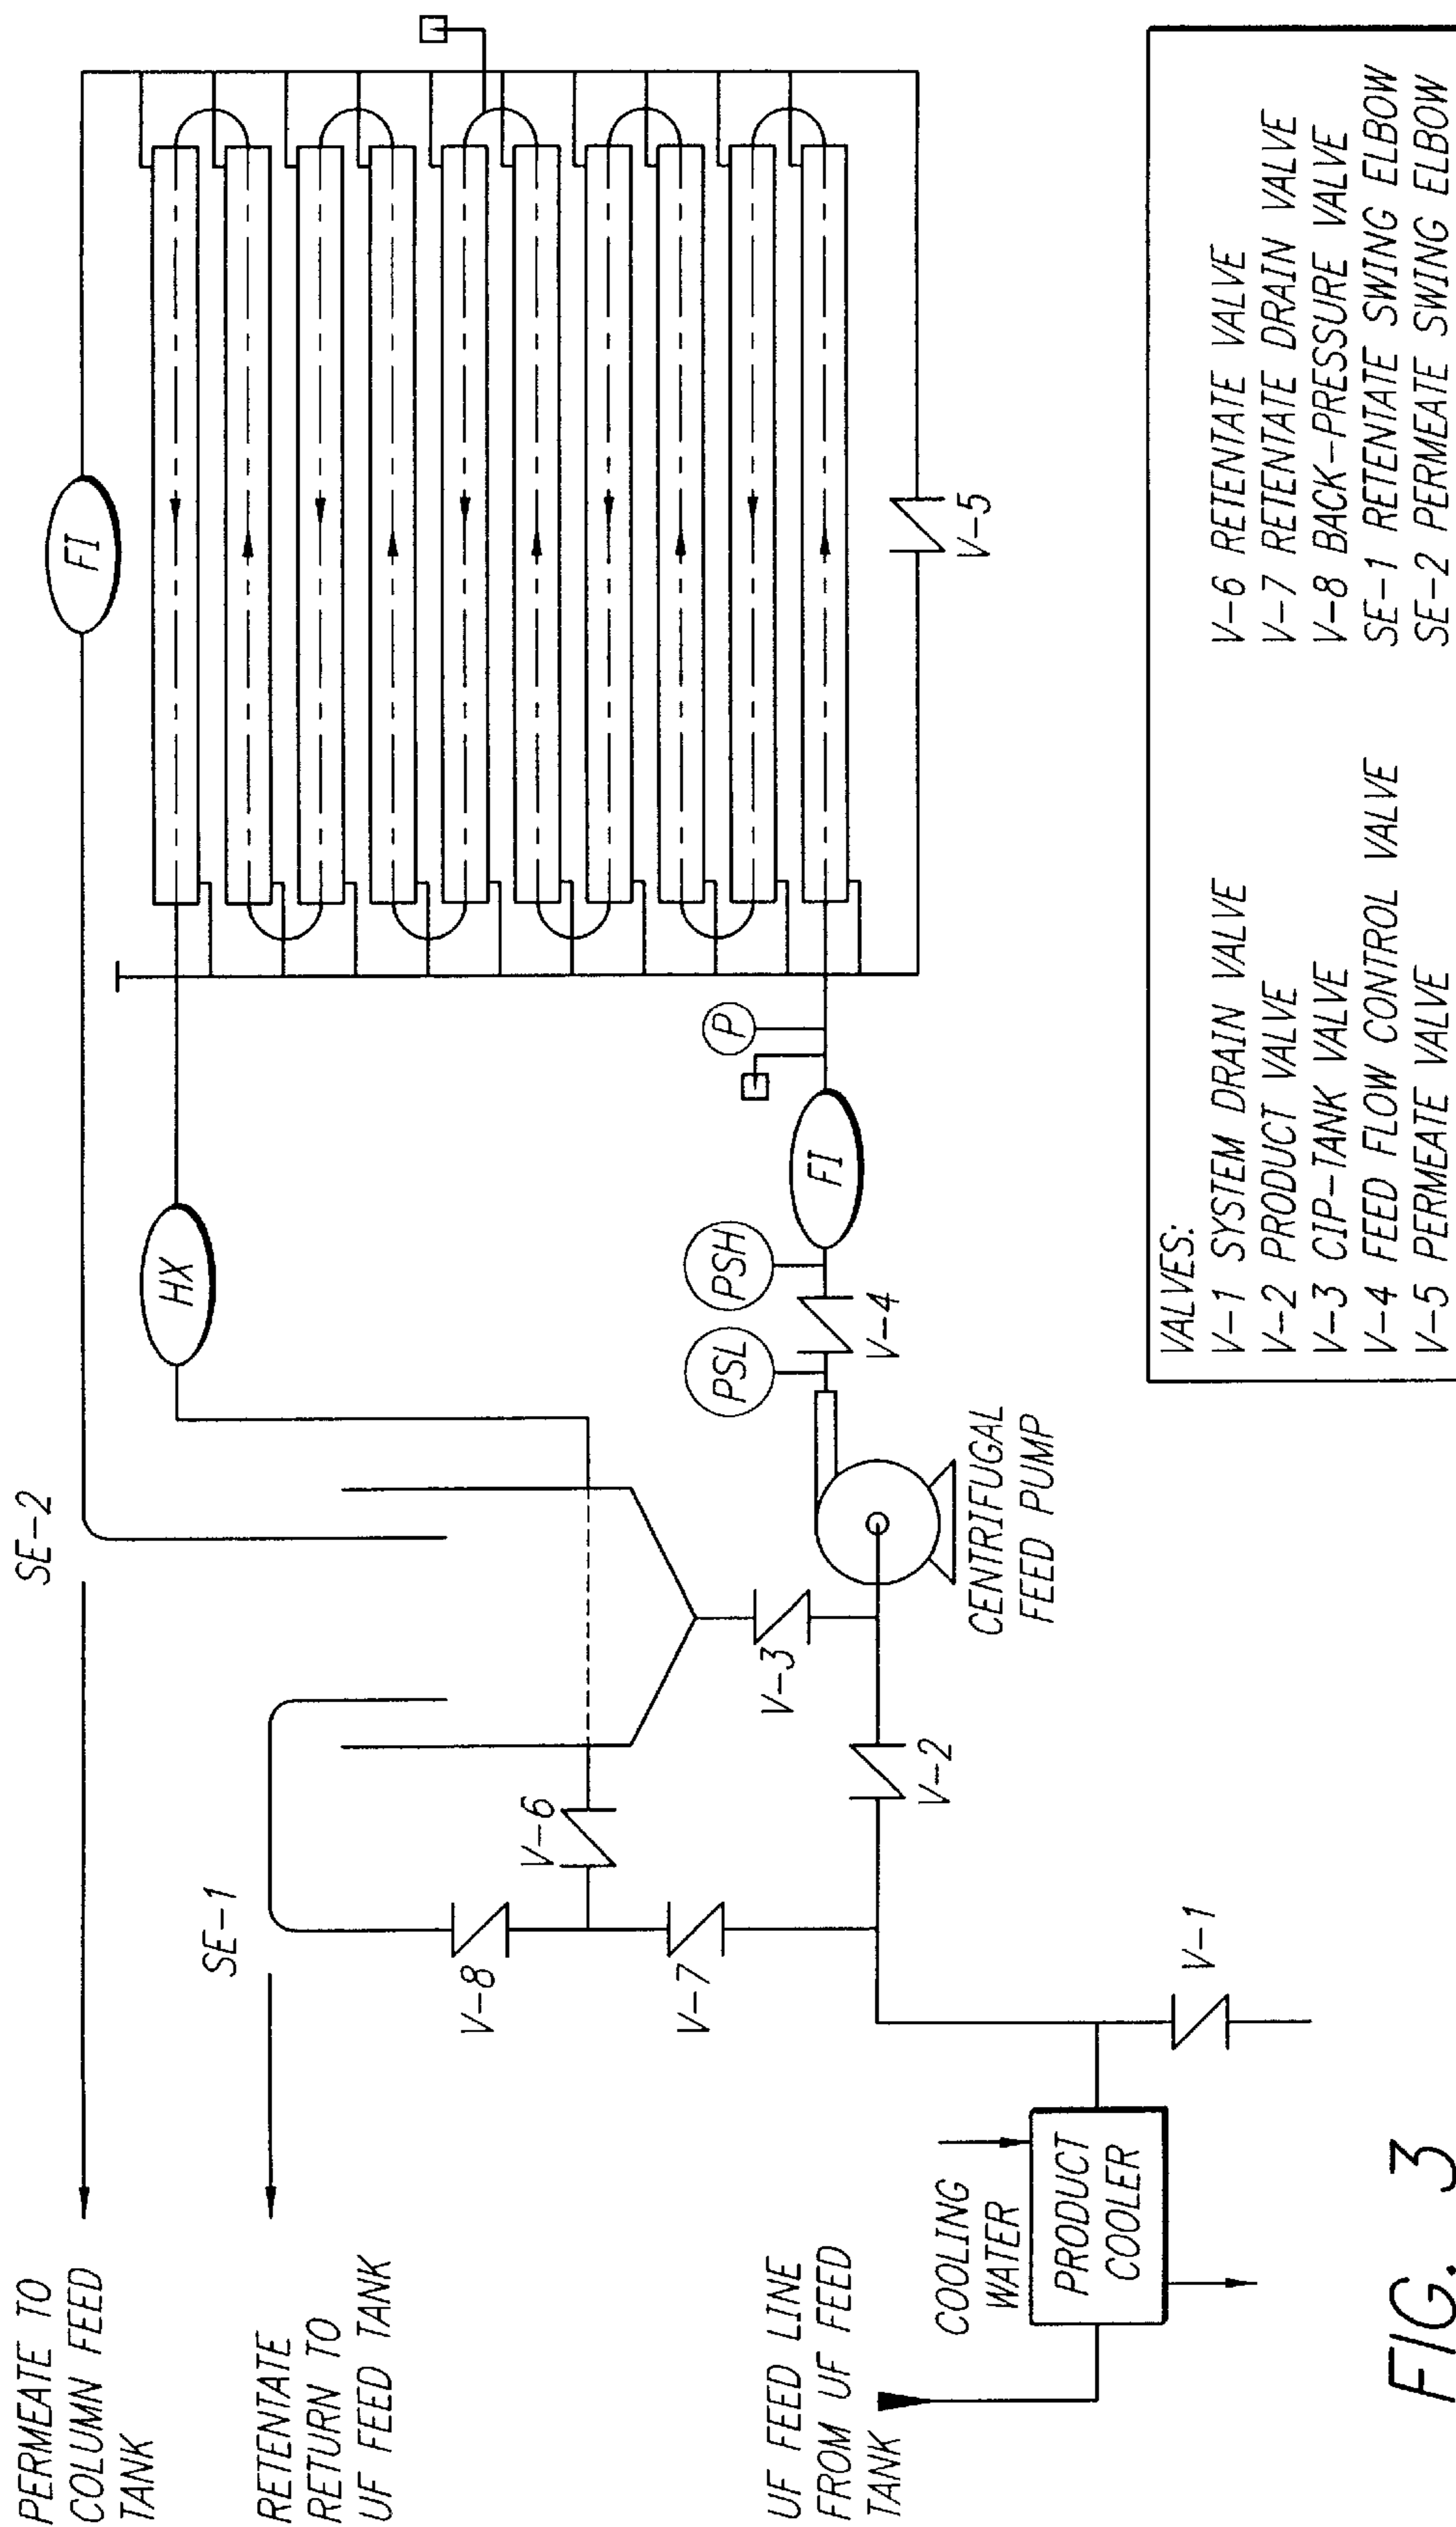 PERMEATE TO
COLUMN FEED
TANK
SE-2
FI
RETENTATE
RETURN TO
UF FEED TANK
SE-1
HX
V-8
V-6
V-7
V-3
PSL
PSH
P
FI
V-4
V-5
UF FEED LINE
FROM UF FEED
TANK
V-2
CENTRIFUGAL
FEED PUMP
COOLING
WATER
PRODUCT
COOLER
V-1
VALVES:
V-1 SYSTEM DRAIN VALVE
V-2 PRODUCT VALVE
V-3 CIP-TANK VALVE
V-4 FEED FLOW CONTROL VALVE
V-5 PERMEATE VALVE
V-6 RETENTATE VALVE
V-7 RETENTATE DRAIN VALVE
V-8 BACK-PRESSURE VALVE
SE-1 RETENTATE SWING ELBOW
SE-2 PERMEATE SWING ELBOW
FIG. 3